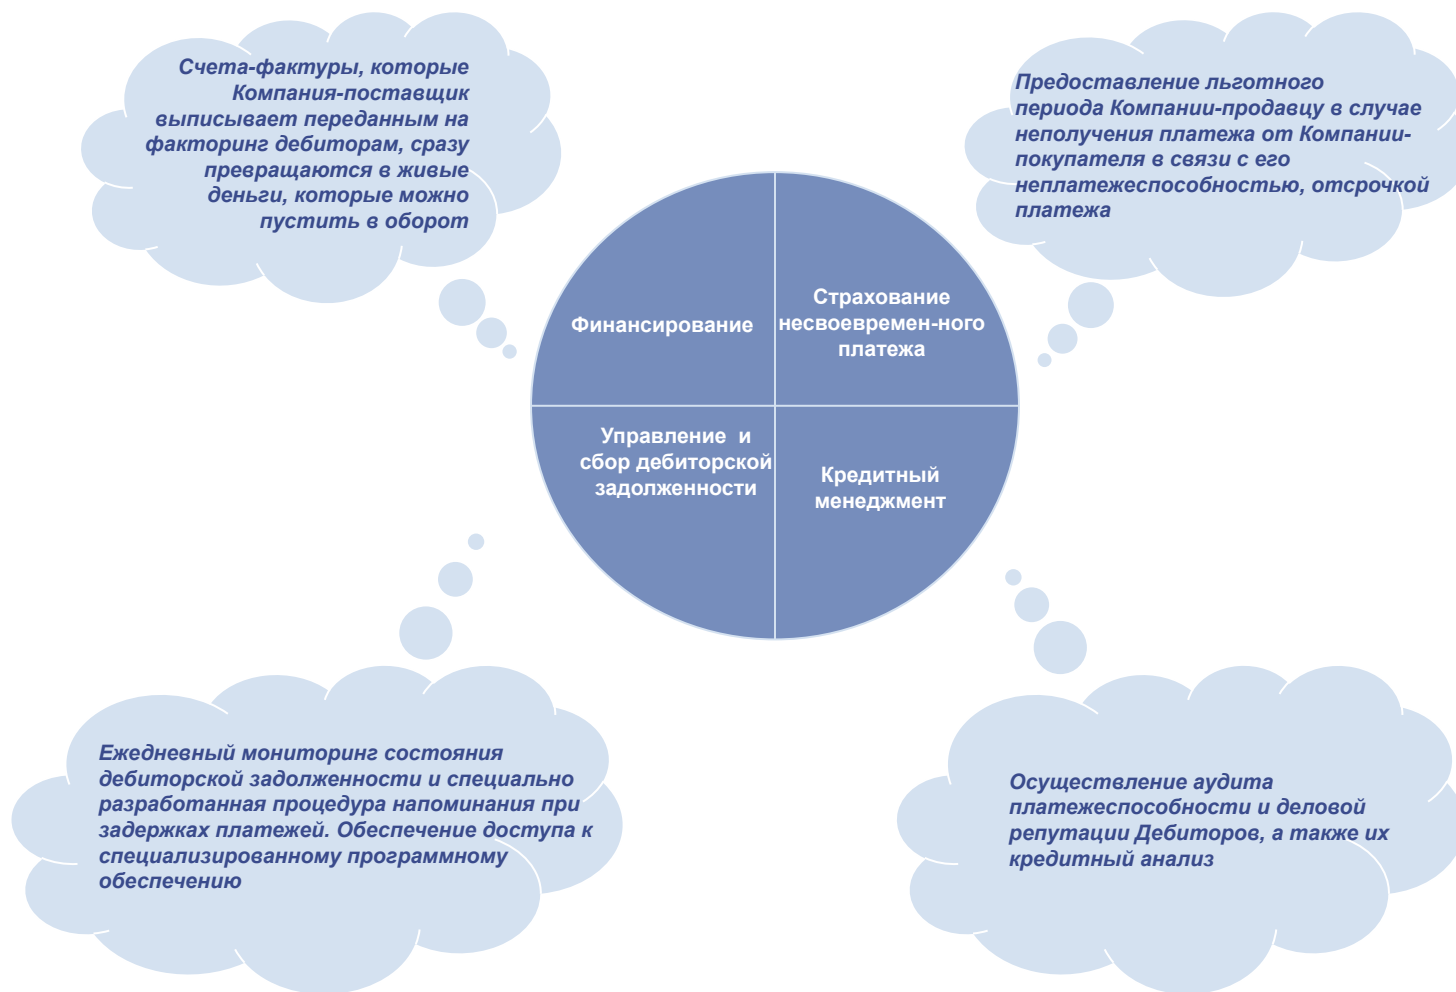 Счета-фактуры, которые
Компания-поставщик
выписывает переданным на
факторинг дебиторам, сразу
превращаются в живые
деньги, которые можно
пустить в оборот
Предоставление льготного
периода Компании-продавцу в случае
неполучения платежа от Компании-
покупателя в связи с его
неплатежеспособностью, отсрочкой
платежа
Финансирование
Страхование
несвоевремен-ного
платежа
Управление и
сбор дебиторской
задолженности
Кредитный
менеджмент
Ежедневный мониторинг состояния
дебиторской задолженности и специально
разработанная процедура напоминания при
задержках платежей. Обеспечение доступа к
специализированному программному
обеспечению
Осуществление аудита
платежеспособности и деловой
репутации Дебиторов, а также их
кредитный анализ